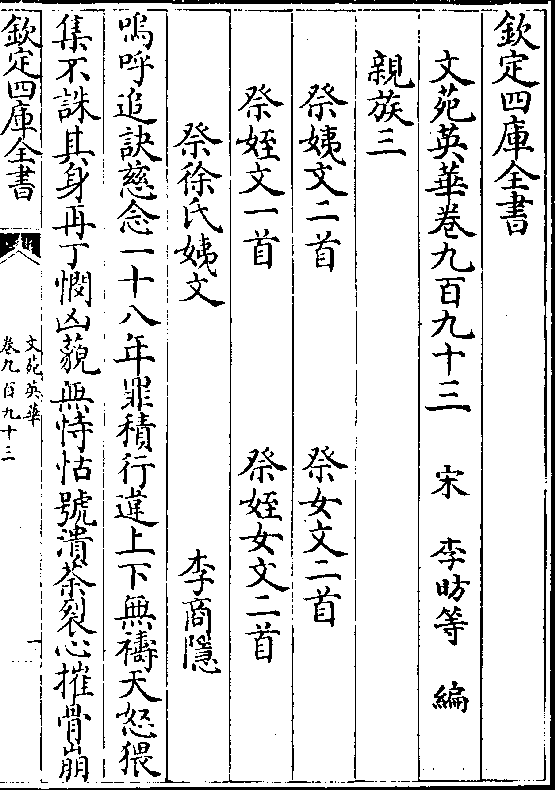 欽定四庫全書
文苑英華卷九百九十三 宋 李昉等 編
親族三
祭姨文二首 祭女文二首
祭姪文一首 祭姪女文二首
祭徐氏姨文 李商隱
嗚呼追訣慈念一十八年罪積行違上下無禱天怒猥
集不誅其身再丁憫凶藐無恃怙號潰荼裂心摧骨崩
欽定四庫全書
文苑英華
卷九百九十三
一